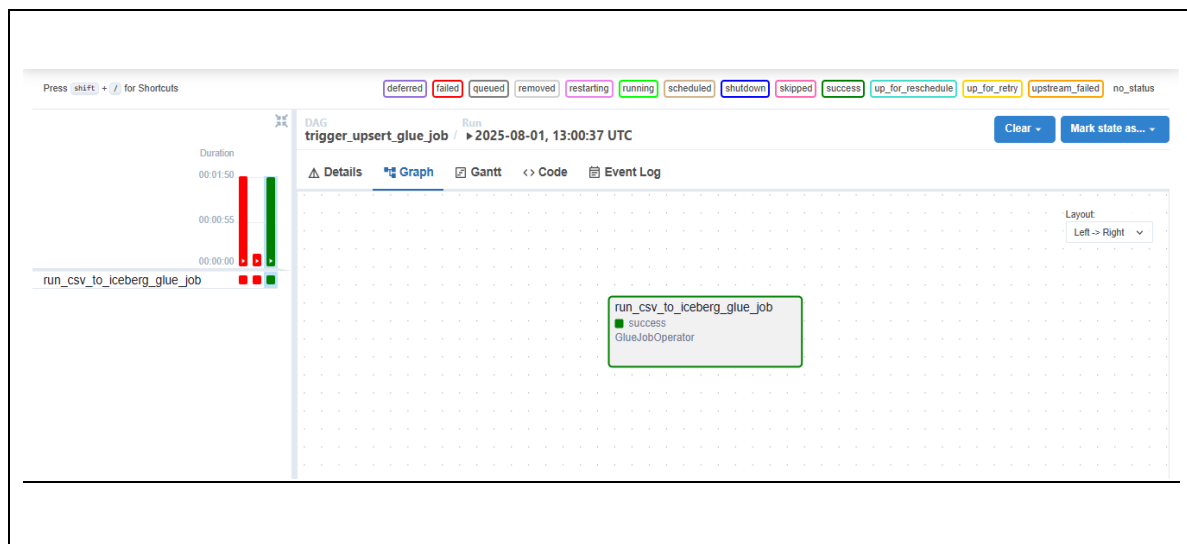 Press shift + / for Shortcuts
deferred failed queued removed restarting running scheduled shutdown skipped success up_for_reschedule up_for_retry upstream_failed no_status
Duration
00:01:50
00:00:55
00:00:00
run_csv_to_iceberg_glue_job
DAG
trigger_upsert_glue_job /
Run
2025-08-01, 13:00:37 UTC
Clear
Mark state as...
Details Graph Gantt <> Code Event Log
Layout:
Left -> Right
run_csv_to_iceberg_glue_job
success
GlueJobOperator